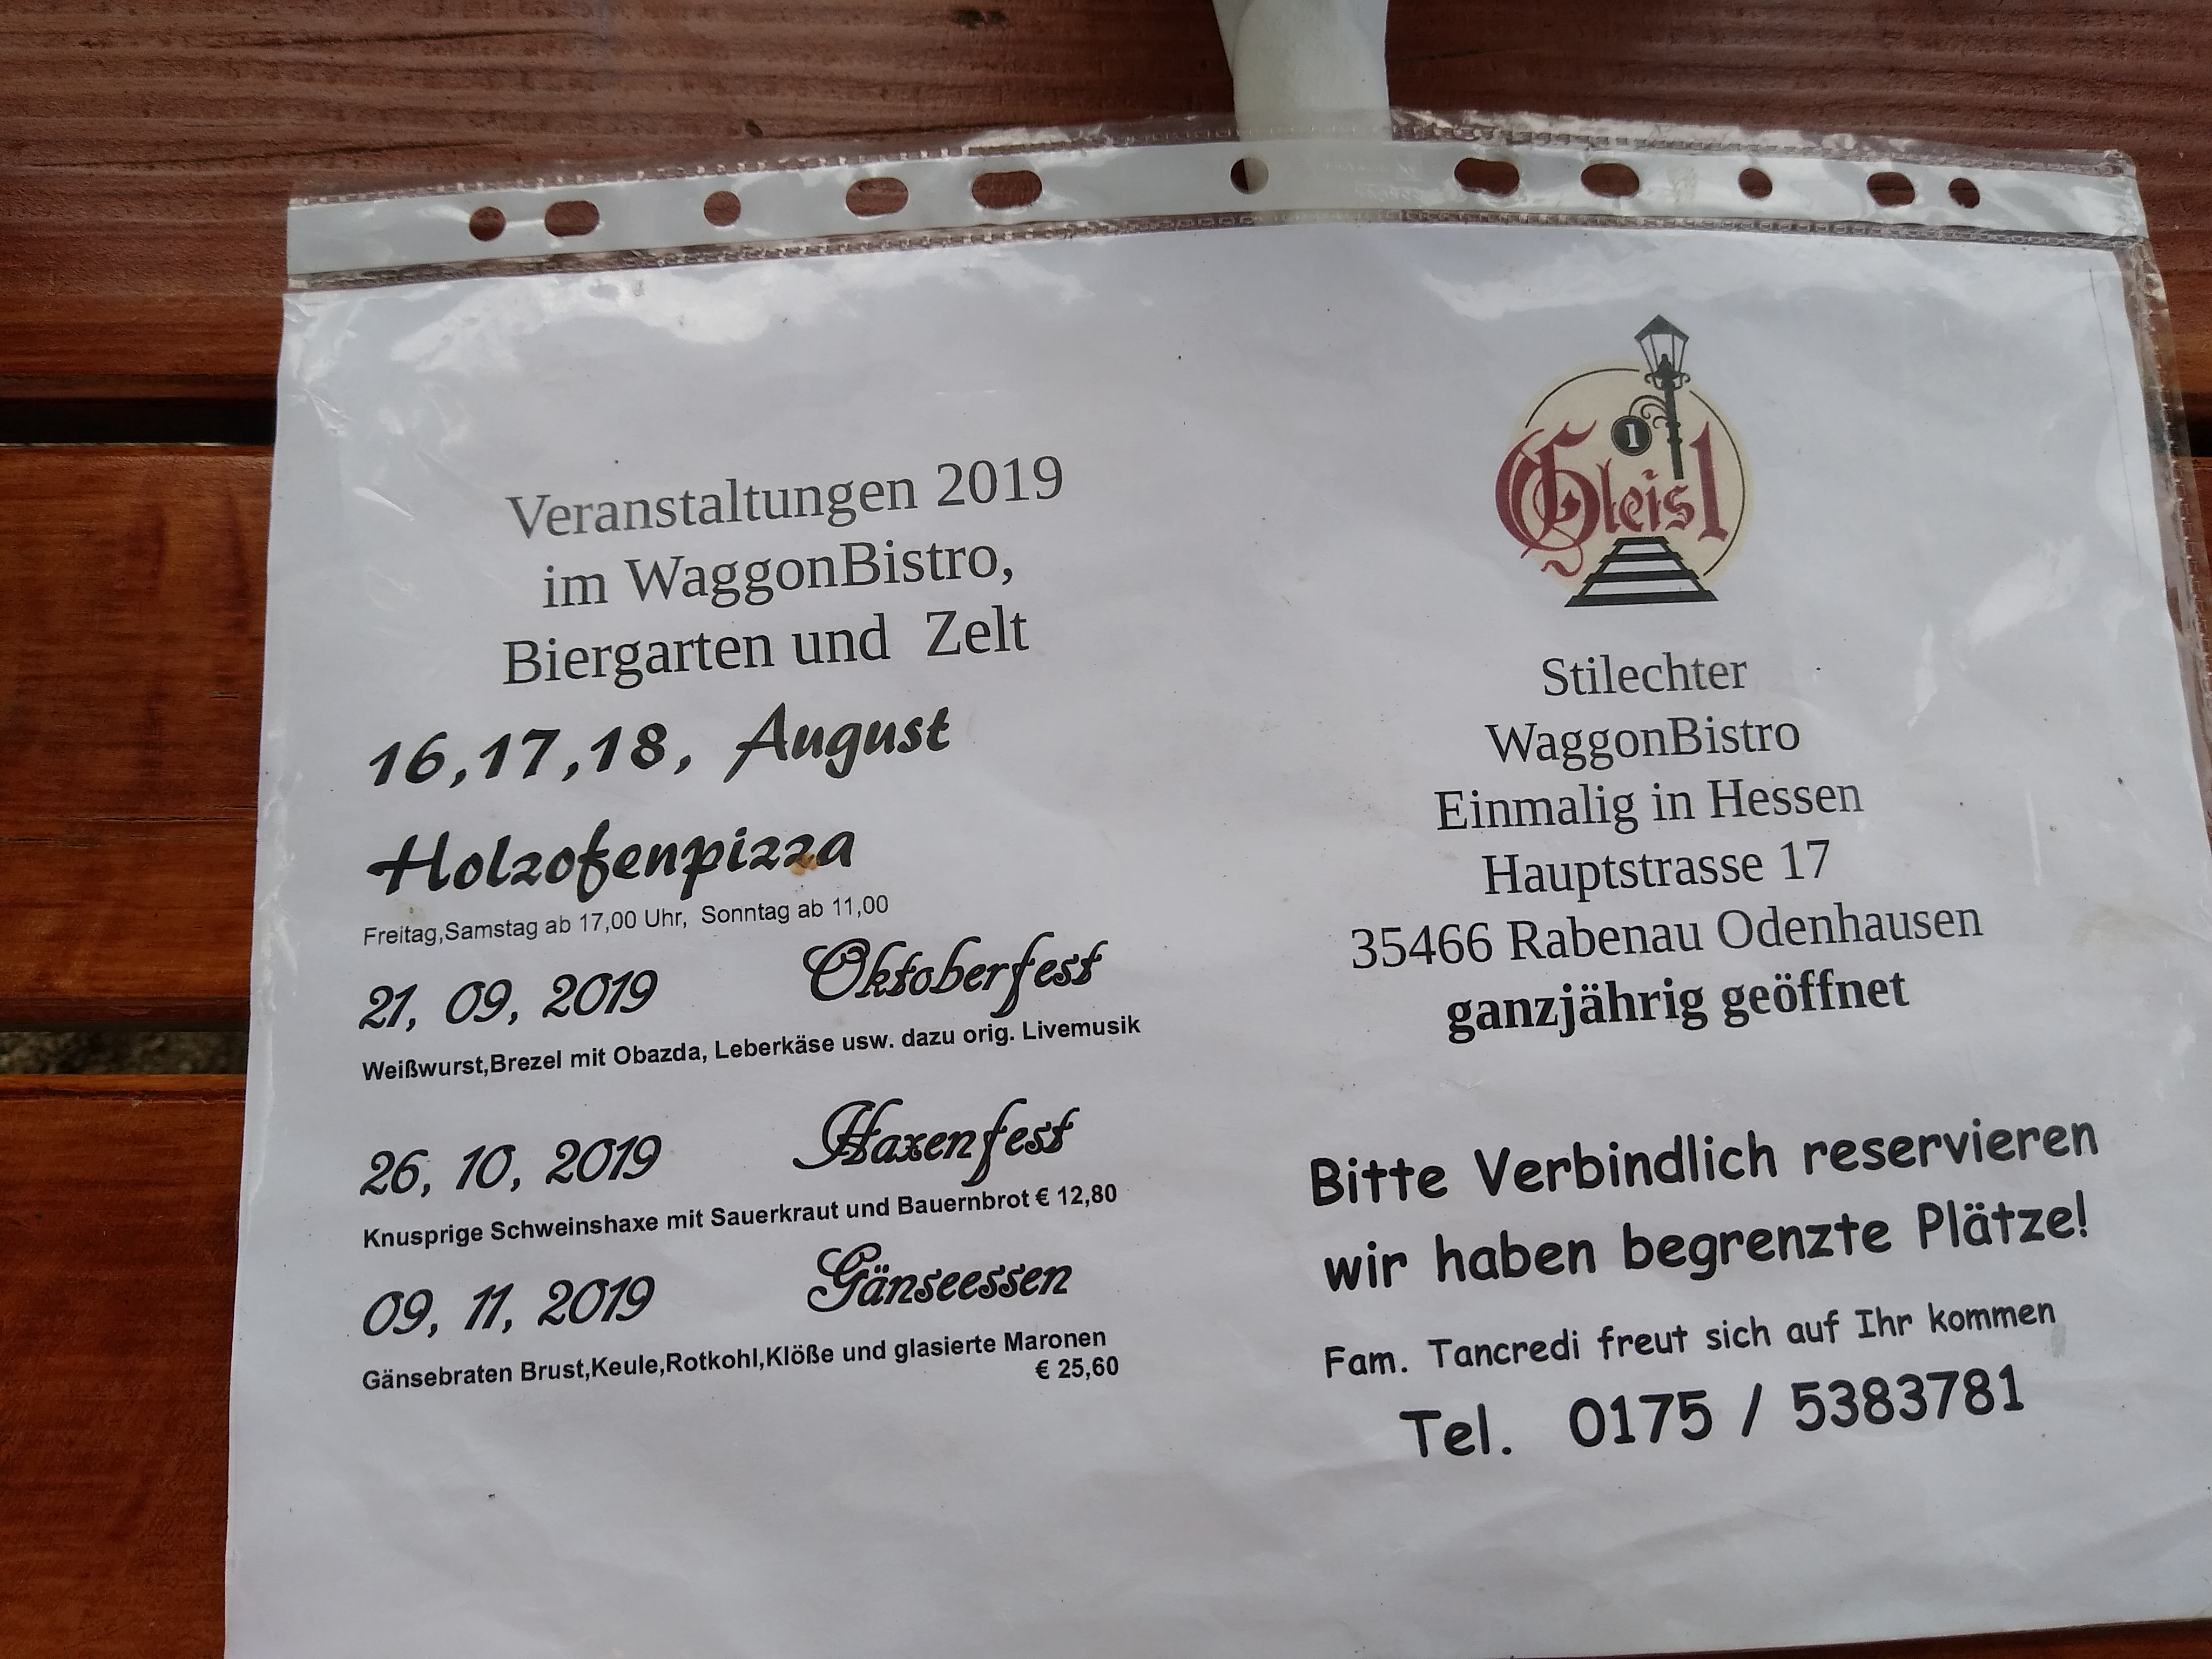 Veranstaltungen 2019
im WaggonBistro,
Biergarten und Zelt
16,17,18, August
Holzofenpizza
Freitag,Samstag ab 17,00 Uhr, Sonntag ab 11,00
21, 09, 2019 Oktoberfest
Weißwurst,Brezel mit Obazda, Leberkäse usw. dazu orig. Livemusik
26, 10, 2019 Haxenfest
Knusprige Schweinshaxe mit Sauerkraut und Bauernbrot € 12,80
09, 11, 2019 Gänseessen
Gänsebraten Brust,Keule,Rotkohl,Klöße und glasierte Maronen
€ 25,60
1
Gleis1
Stilechter
WaggonBistro
Einmalig in Hessen
Hauptstrasse 17
35466 Rabenau Odenhausen
ganzjährig geöffnet
Bitte Verbindlich reservieren
wir haben begrenzte Plätze!
Fam. Tancredi freut sich auf Ihr kommen
Tel. 0175 / 5383781